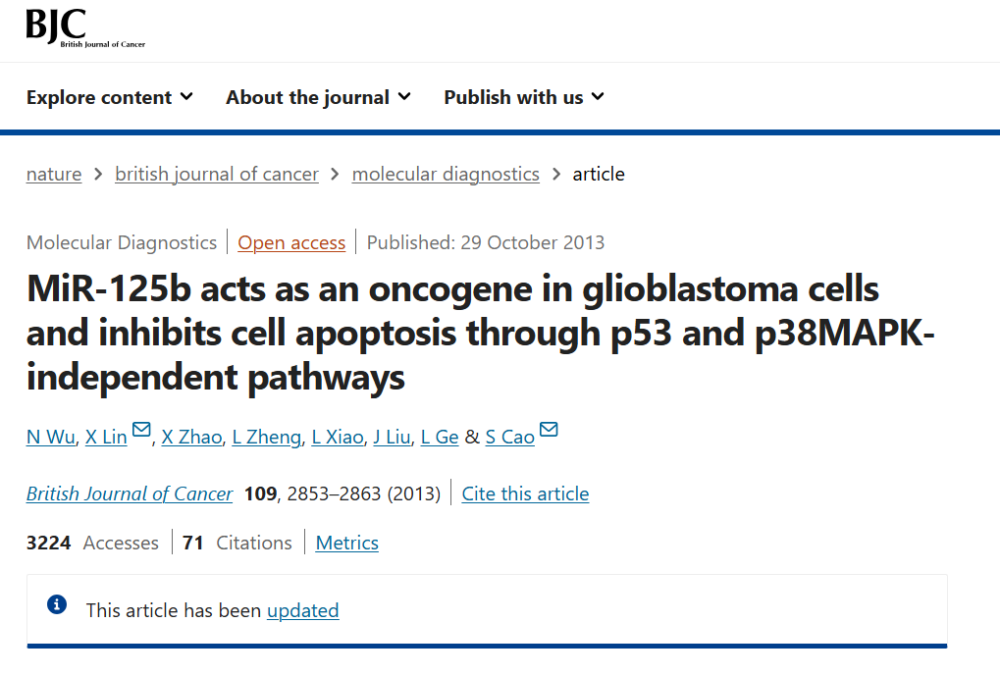 BJC
British Journal of Cancer
Explore content About the journal Publish with us
nature > british journal of cancer > molecular diagnostics > article
Molecular Diagnostics | Open access | Published: 29 October 2013
MiR-125b acts as an oncogene in glioblastoma cells
and inhibits cell apoptosis through p53 and p38MAPK-
independent pathways
N Wu, X Lin, X Zhao, L Zheng, L Xiao, J Liu, L Ge & S Cao
British Journal of Cancer 109, 2853–2863 (2013) | Cite this article
3224 Accesses | 71 Citations | Metrics
This article has been updated